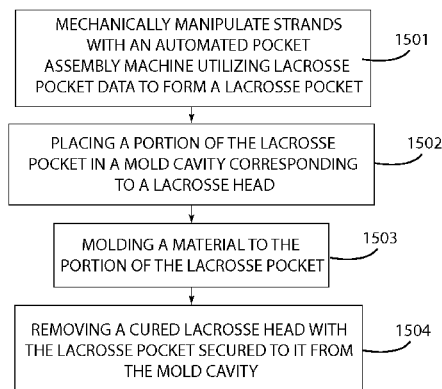 MECHANICALLY MANIPULATE STRANDS
WITH AN AUTOMATED POCKET
ASSEMBLY MACHINE UTILIZING LACROSSE
POCKET DATA TO FORM A LACROSSE POCKET
1501
PLACING A PORTION OF THE LACROSSE
POCKET IN A MOLD CAVITY CORRESPONDING
TO A LACROSSE HEAD
1502
MOLDING A MATERIAL TO THE
PORTION OF THE LACROSSE POCKET
1503
REMOVING A CURED LACROSSE HEAD WITH
THE LACROSSE POCKET SECURED TO IT FROM
THE MOLD CAVITY
1504